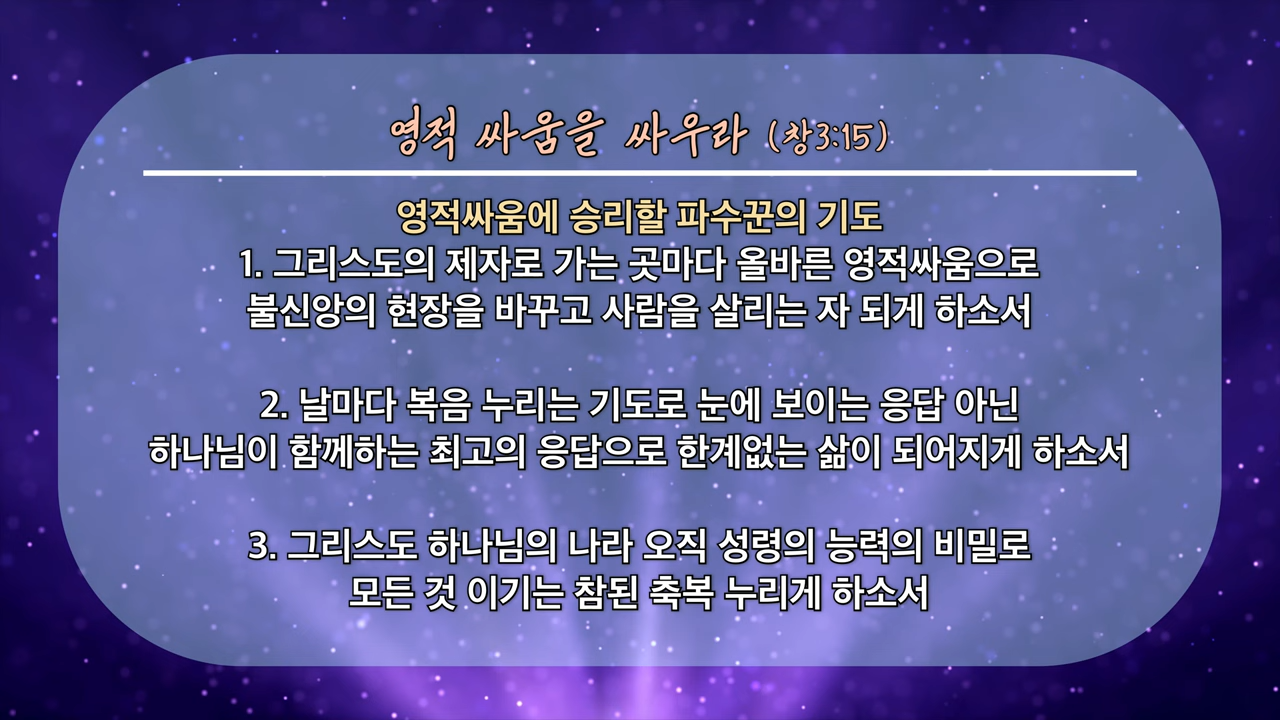 영적 싸움을 싸우라 (창3:15)
영적싸움에 승리할 파수꾼의 기도
1. 그리스도의 제자로 가는 곳마다 올바른 영적싸움으로
불신앙의 현장을 바꾸고 사람을 살리는 자 되게 하소서
2. 날마다 복음 누리는 기도로 눈에 보이는 응답 아닌
하나님이 함께하는 최고의 응답으로 한계없는 삶이 되어지게 하소서
3. 그리스도 하나님의 나라 오직 성령의 능력의 비밀로
모든 것 이기는 참된 축복 누리게 하소서